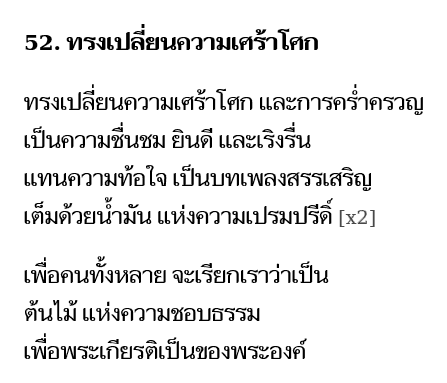 52. ทรงเปลี่ยนความเศร้าโศก
ทรงเปลี่ยนความเศร้าโศก และการคร่ำครวญ
เป็นความชื่นชม ยินดี และเริงรื่น
แทนความท้อใจ เป็นบทเพลงสรรเสริญ
เต็มด้วยน้ำมัน แห่งความเปรมปรีดิ์ [x2]
เพื่อคนทั้งหลาย จะเรียกเราว่าเป็น
ต้นไม้ แห่งความชอบธรรม
เพื่อพระเกียรติเป็นของพระองค์